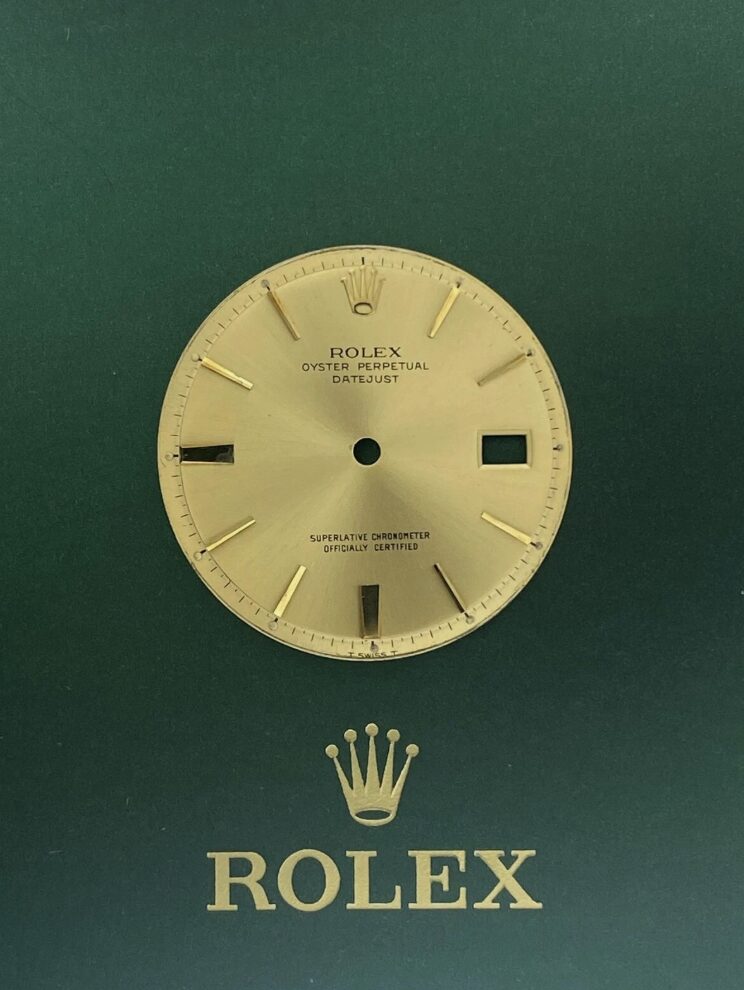 ROLEX
OYSTER PERPETUAL
DATEJUST
SUPERLATIVE CHRONOMETER
OFFICIALLY CERTIFIED
T SWISS T
ROLEX